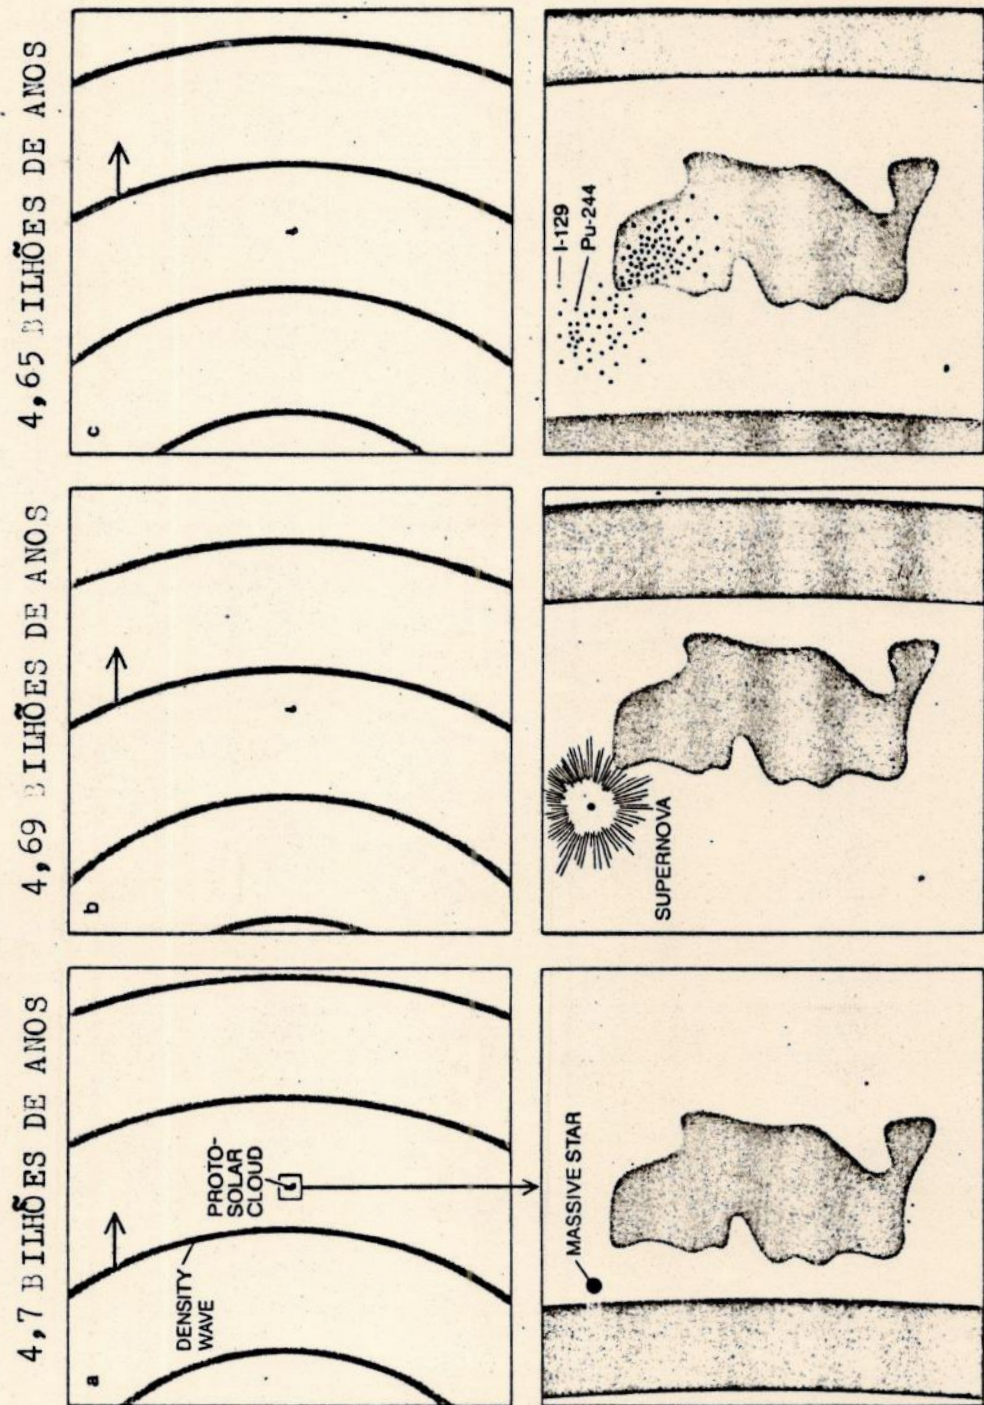 4,7 BILHÕES DE ANOS
4,69 BILHÕES DE ANOS
4,65 BILHÕES DE ANOS
a
DENSITY
WAVE
PROTO-
SOLAR
CLOUD
b
c
MASSIVE STAR
SUPERNOVA
I-129
Pu-244